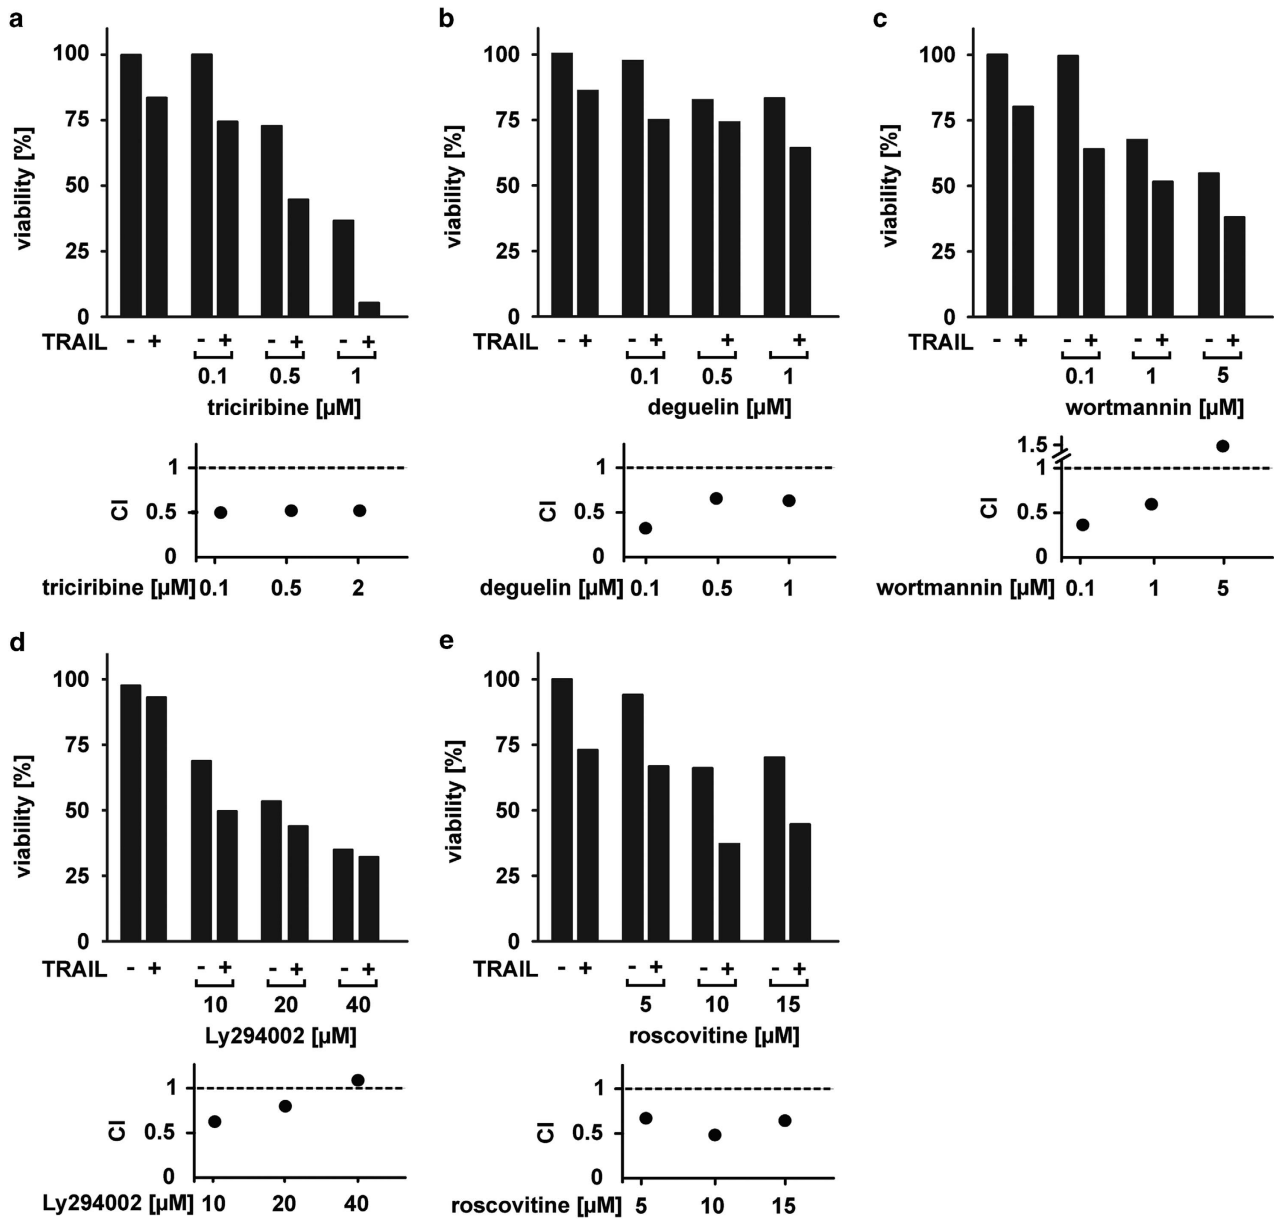 a
100
75
50
25
0
viability [%]
TRAIL - + - + - + - +
0.1 0.5 1
triciribine [µM]
1
0.5
0
CI
triciribine [µM] 0.1 0.5 2
b
100
75
50
25
0
viability [%]
TRAIL - + - + - + - +
0.1 0.5 1
deguelin [µM]
1
0.5
0
CI
deguelin [µM] 0.1 0.5 1
c
100
75
50
25
0
viability [%]
TRAIL - + - + - + - +
0.1 1 5
wortmannin [µM]
1.5
1
0.5
0
CI
wortmannin [µM] 0.1 1 5
d
100
75
50
25
0
viability [%]
TRAIL - + - + - + - +
10 20 40
Ly294002 [µM]
1
0.5
0
CI
Ly294002 [µM] 10 20 40
e
100
75
50
25
0
viability [%]
TRAIL - + - + - + - +
5 10 15
roscovitine [µM]
1
0.5
0
CI
roscovitine [µM] 5 10 15